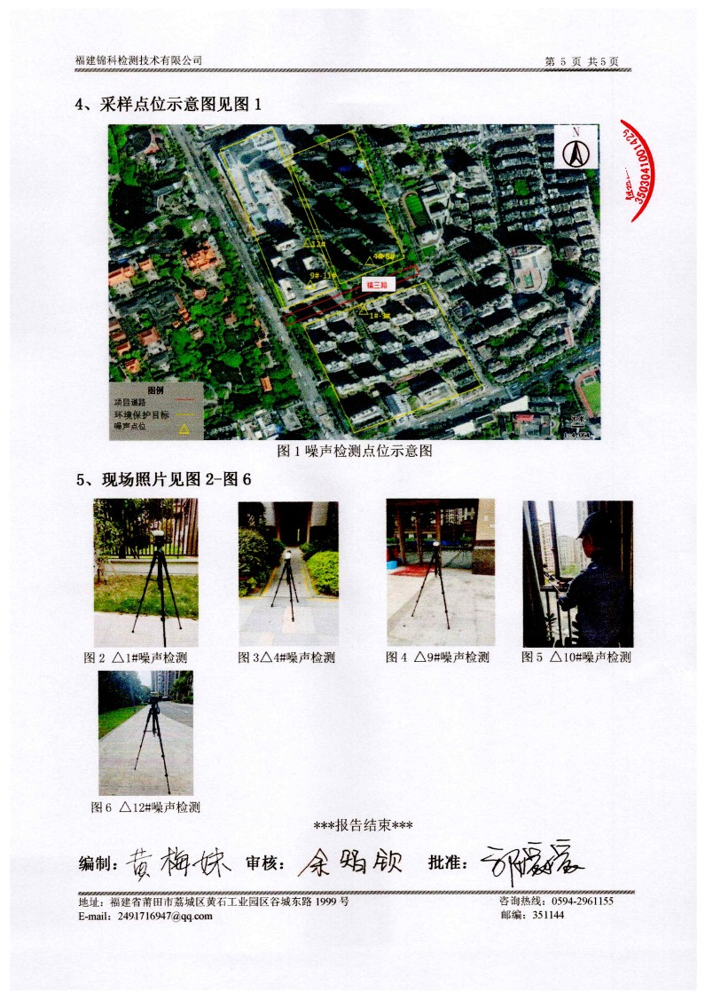 福建锦科检测技术有限公司
第 5 页 共5页
4、采样点位示意图见图 1
N
3503041001429
12#
4#-8#
9#-11#
福三路
1#-3#
图例
项目道路
环境保护目标
噪声点位
图 1 噪声检测点位示意图
5、现场照片见图 2-图 6
图 2 △1#噪声检测
图 3△4#噪声检测
图 4 △9#噪声检测
图 5 △10#噪声检测
图 6 △12#噪声检测
***报告结束***
编制：黄梅妹 审核： 批准：
地址：福建省莆田市荔城区黄石工业园区谷城东路 1999 号
咨询热线：0594-2961155
E-mail：2491716947@qq.com
邮编：351144